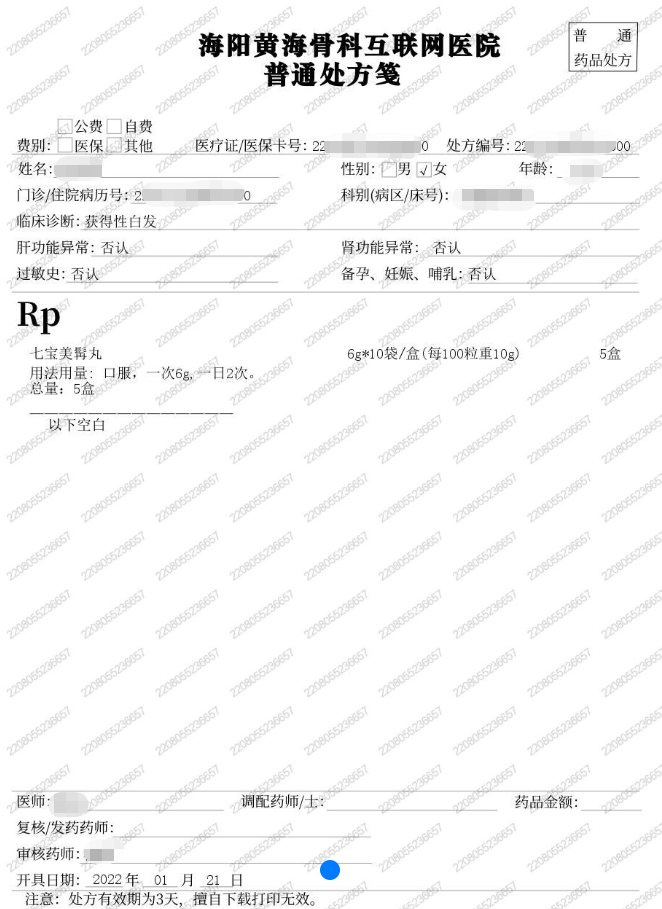 海阳黄海骨科互联网医院
普通处方笺
普 通
药品处方
公费 自费
费别: 医保 其他 医疗证/医保卡号: 22 0 处方编号: 22 000
姓名: 性别: 男 √ 女 年龄:
门诊/住院病历号: 2 0 科别(病区/床号):
临床诊断: 获得性白发
肝功能异常: 否认 肾功能异常: 否认
过敏史: 否认 备孕、妊娠、哺乳: 否认
Rp
七宝美髯丸 6g*10袋/盒(每100粒重10g) 5盒
用法用量: 口服, 一次6g,一日2次。
总量: 5盒
以下空白
医师: 调配药师/士: 药品金额:
复核/发药药师:
审核药师:
开具日期: 2022 年 01 月 21 日
注意: 处方有效期为3天, 擅自下载打印无效。
2208055236657